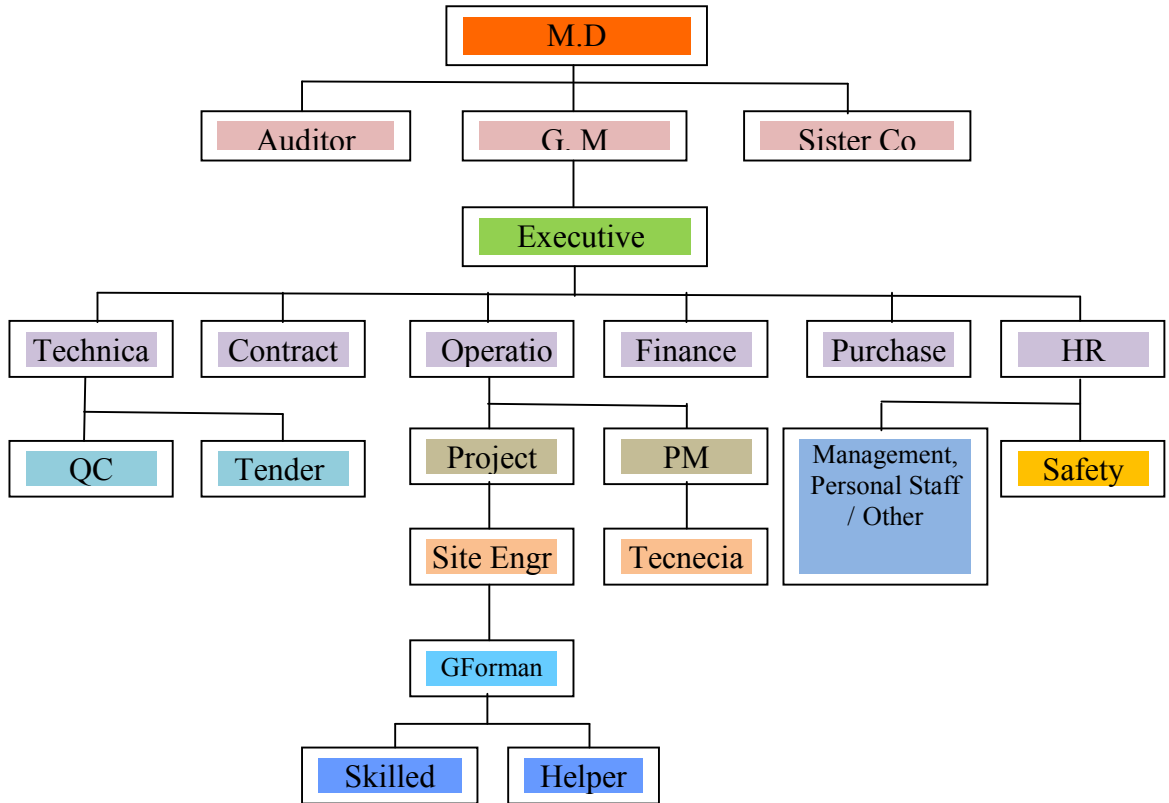 M.D
Auditor
G. M
Sister Co
Executive
Technica
Contract
Operatio
Finance
Purchase
HR
QC
Tender
Project
PM
Management,
Personal Staff
/ Other
Safety
Site Engr
Tecnecia
GForman
Skilled
Helper